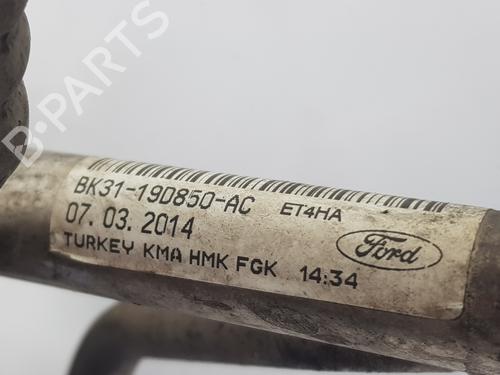 B-PARTS
BK31-19D850-AC ET4HA
07. 03. 2014
TURKEY KMA HMK FGK 14:34
Ford